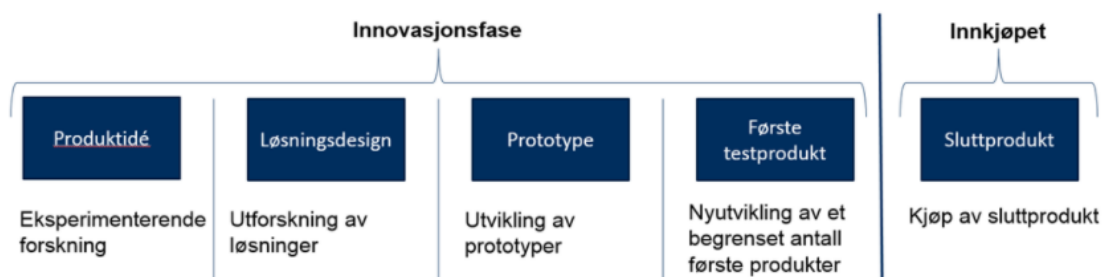 Innovasjonsfase
Innkjøpet
Produktidé
Løsningsdesign
Prototype
Første
testprodukt
Sluttprodukt
Eksperimenterende
forskning
Utforskning av
løsninger
Utvikling av
prototyper
Nyutvikling av et
begrenset antall
første produkter
Kjøp av sluttprodukt